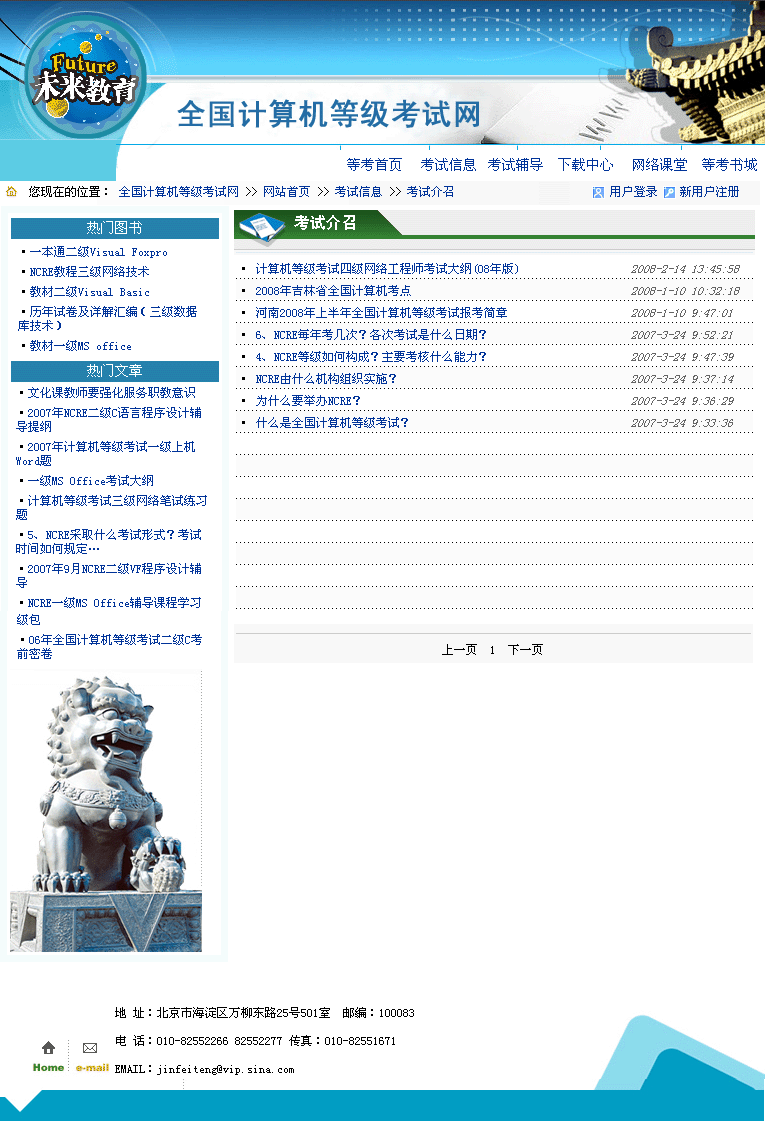 Future
未来教育
全国计算机等级考试网
等考首页 考试信息 考试辅导 下载中心 网络课堂 等考书城
您现在的位置： 全国计算机等级考试网 >> 网站首页 >> 考试信息 >> 考试介绍
用户登录 新用户注册
热门图书
▪一本通二级Visual Foxpro
▪NCRE教程三级网络技术
▪教材二级Visual Basic
▪历年试卷及详解汇编(三级数据
库技术)
▪教材一级MS office
热门文章
▪文化课教师要强化服务职教意识
▪2007年NCRE二级C语言程序设计辅
导提纲
▪2007年计算机等级考试一级上机
Word题
▪一级MS Office考试大纲
▪计算机等级考试三级网络笔试练习
题
▪5、NCRE采取什么考试形式？考试
时间如何规定…
▪2007年9月NCRE二级VF程序设计辅
导
▪NCRE一级MS Office辅导课程学习
级包
▪06年全国计算机等级考试二级C考
前密卷
考试介召
▪ 计算机等级考试四级网络工程师考试大纲(08年版) 2008-2-14 13:45:58
▪ 2008年吉林省全国计算机考点 2008-1-10 10:32:18
▪ 河南2008年上半年全国计算机等级考试报考简章 2008-1-10 9:47:01
▪ 6、NCRE每年考几次？各次考试是什么日期？ 2007-3-24 9:52:21
▪ 4、NCRE等级如何构成？主要考核什么能力？ 2007-3-24 9:47:39
▪ NCRE由什么机构组织实施？ 2007-3-24 9:37:14
▪ 为什么要举办NCRE？ 2007-3-24 9:36:29
▪ 什么是全国计算机等级考试？ 2007-3-24 9:33:36
上一页 1 下一页
地 址：北京市海淀区万柳东路25号501室 邮编：100083
电 话：010-82552266 82552277 传真：010-82551671
Home e-mail EMAIL：jinfeiteng@vip.sina.com